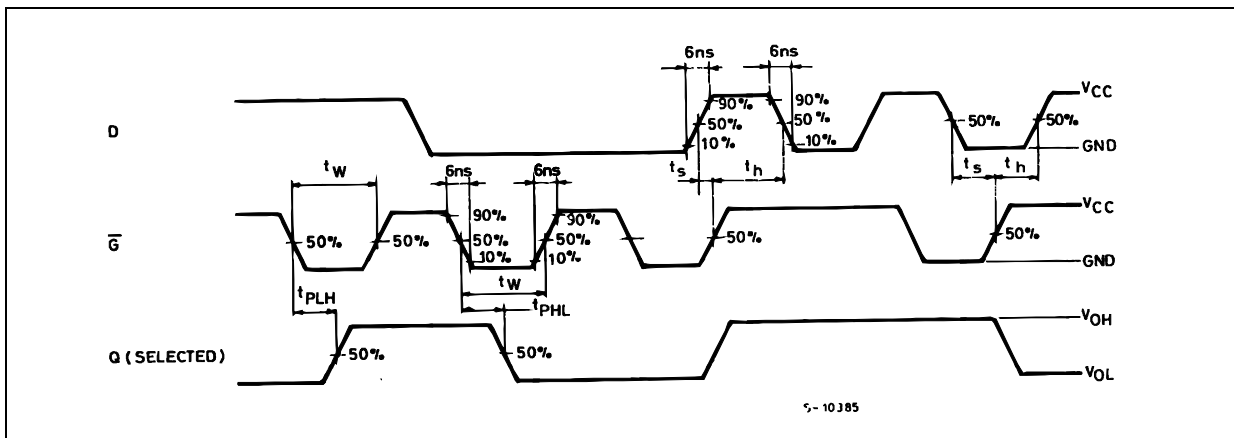 6ns 6ns
D
90%
50%
10%
90%
50%
10%
50%
50%
VCC
GND
tW
6ns 6ns
ts th
ts th
G
50%
50%
90%
50%
10%
90%
50%
10%
50%
50%
VCC
GND
tW
tPLH
tPHL
Q (SELECTED)
50%
50%
VOH
VOL
S-10385